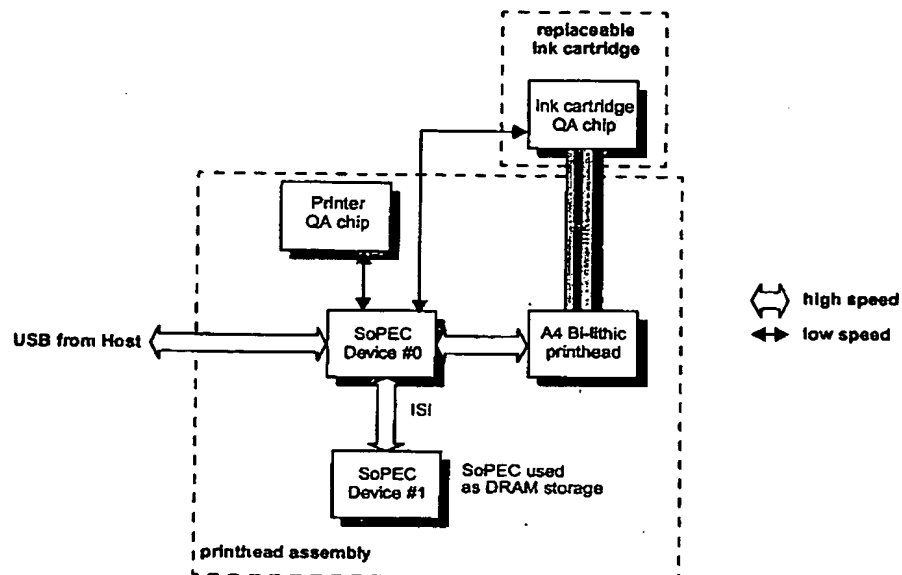 replaceable
ink cartridge
Ink cartridge
QA chip
Printer
QA chip
high speed
low speed
USB from Host
SoPEC
Device #0
A4 Bi-lithic
printhead
ISI
SoPEC
Device #1
SoPEC used
as DRAM storage
printhead assembly